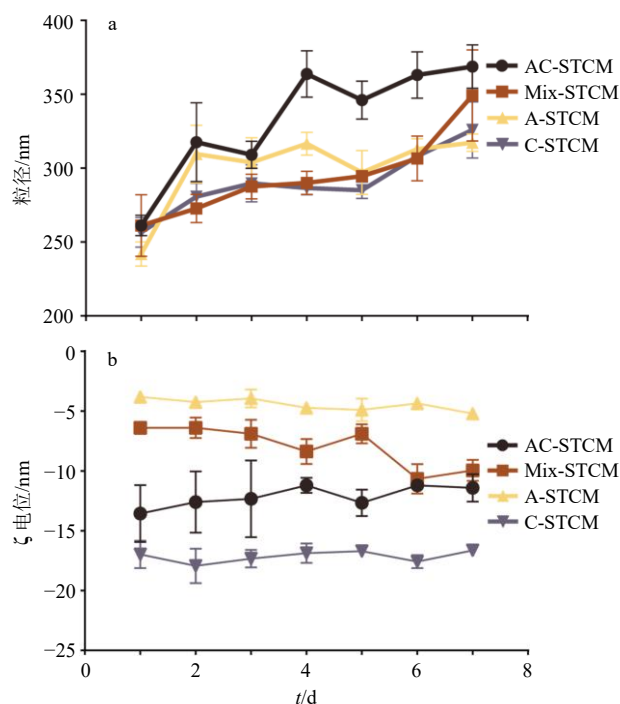 a
400
350
300
250
200
粒径/nm
AC-STCM
Mix-STCM
A-STCM
C-STCM
b
0
−5
−10
−15
−20
−25
ζ 电位/nm
AC-STCM
Mix-STCM
A-STCM
C-STCM
0 2 4 6 8
t/d